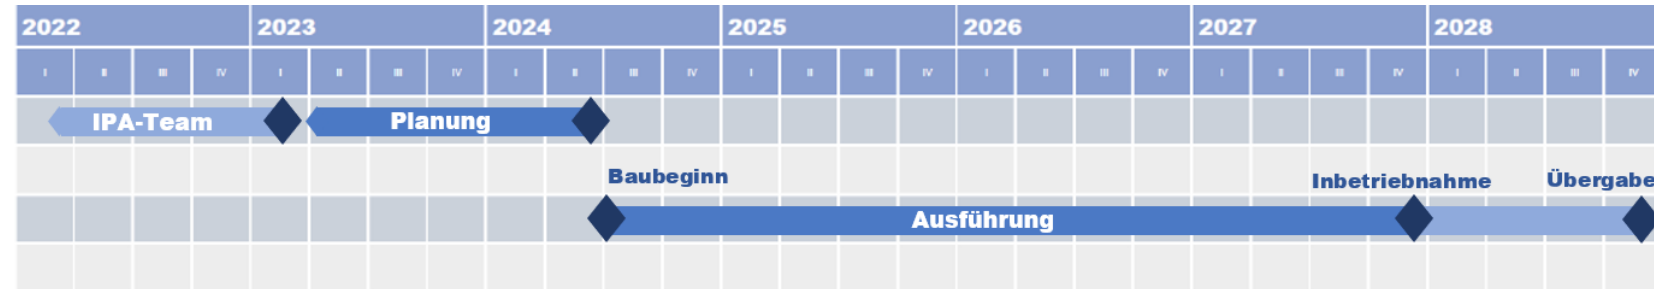 2022 2023 2024 2025 2026 2027 2028
I II III IV I II III IV I II III IV I II III IV I II III IV I II III IV I II III IV
IPA-Team Planung
Baubeginn Inbetriebnahme Übergabe
Ausführung